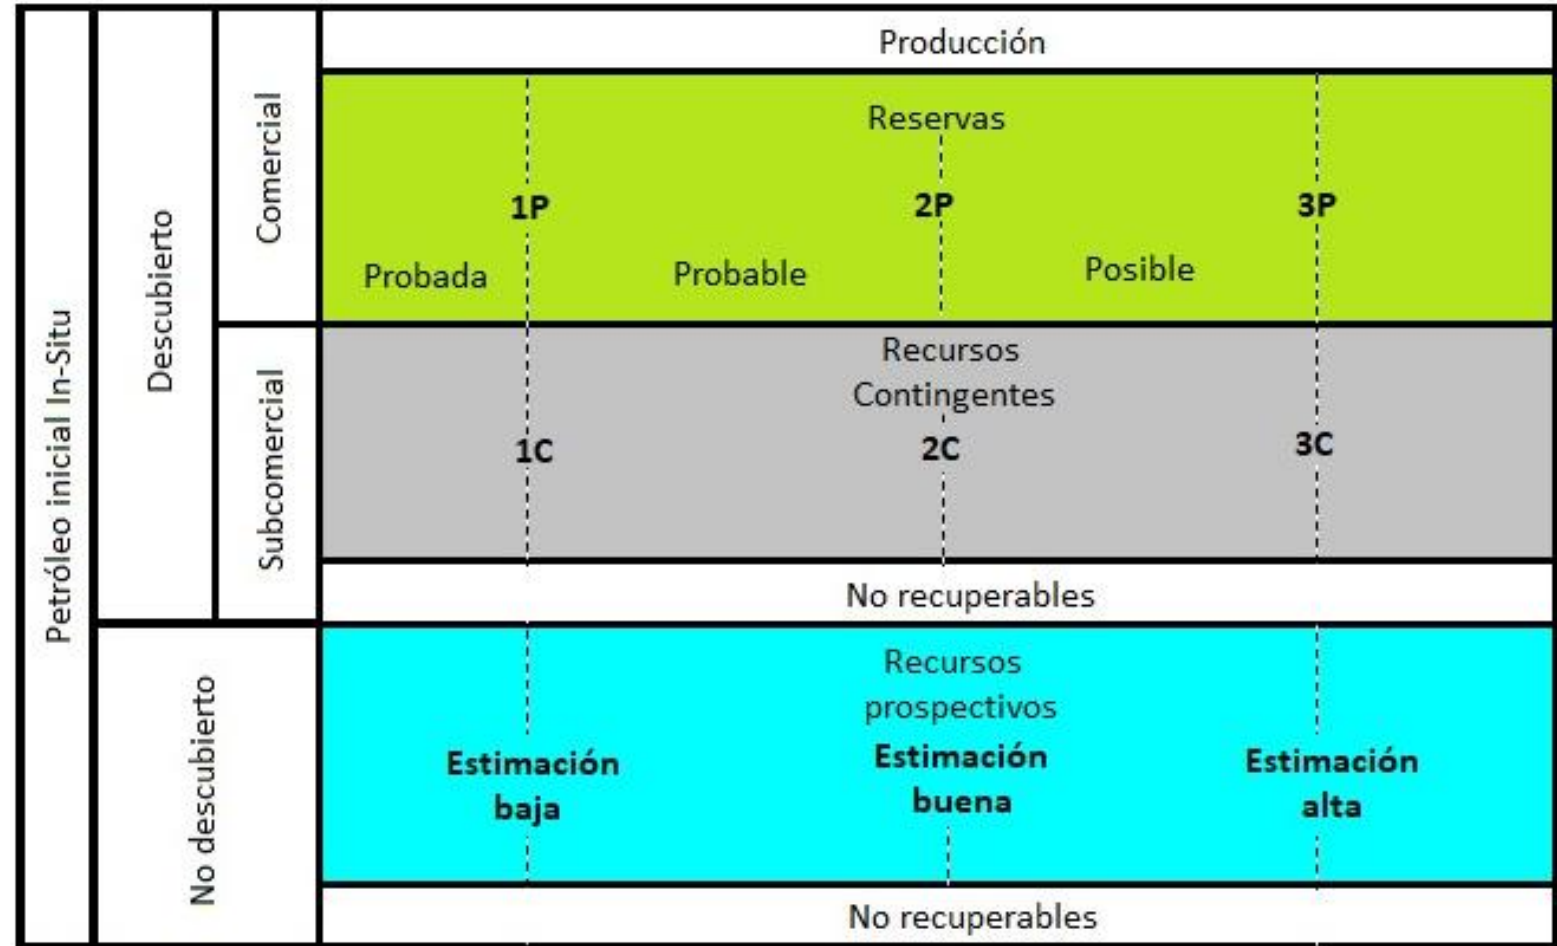 Petróleo inicial In-Situ
Descubierto
Comercial
Producción
Reservas
1P
2P
3P
Probada
Probable
Posible
Subcomercial
Recursos
Contingentes
1C
2C
3C
No recuperables
No descubierto
Recursos
prospectivos
Estimación
baja
Estimación
buena
Estimación
alta
No recuperables